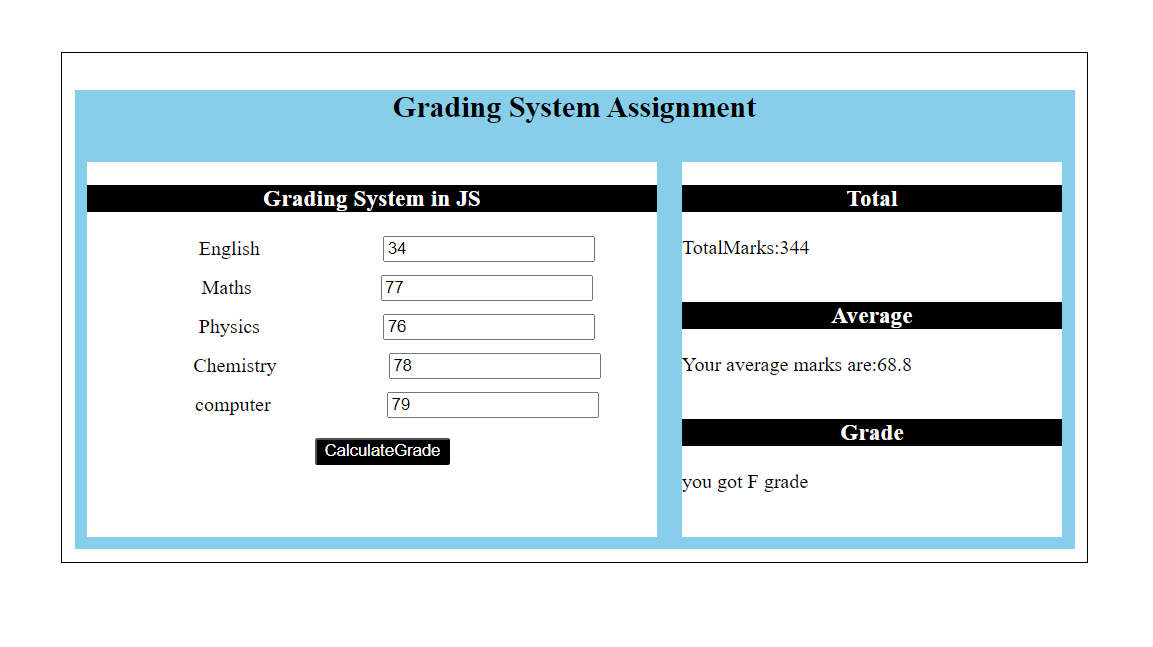 Grading System Assignment
Grading System in JS
English 34
Maths 77
Physics 76
Chemistry 78
computer 79
CalculateGrade
Total
TotalMarks:344
Average
Your average marks are:68.8
Grade
you got F grade